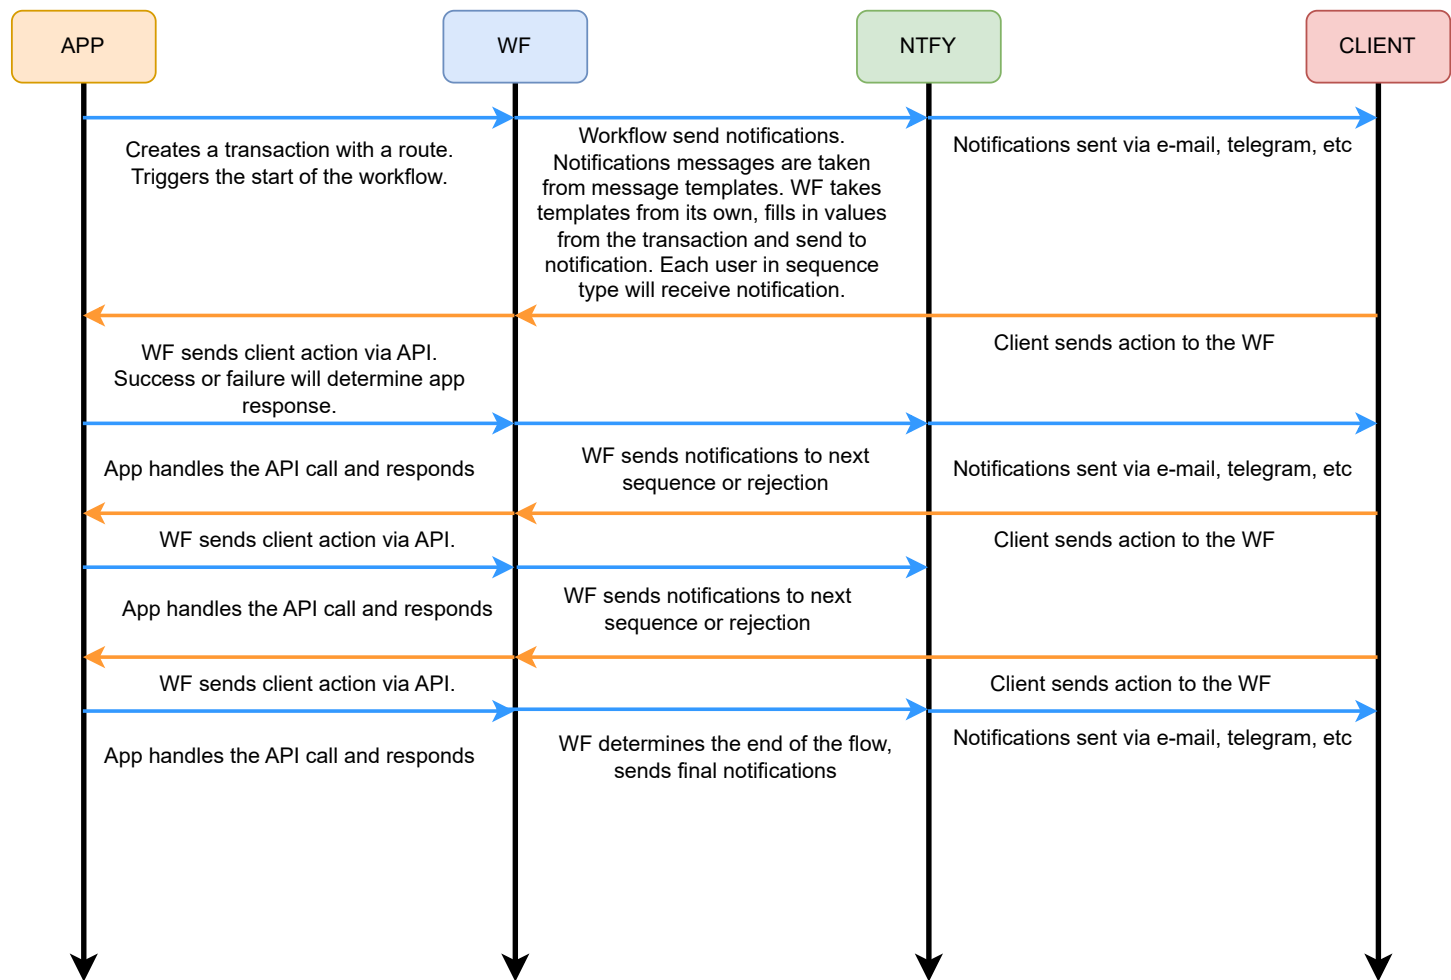 APP
WF
NTFY
CLIENT
Creates a transaction with a route.
Triggers the start of the workflow.
Workflow send notifications.
Notifications messages are taken
from message templates. WF takes
templates from its own, fills in values
from the transaction and send to
notification. Each user in sequence
type will receive notification.
Notifications sent via e-mail, telegram, etc
WF sends client action via API.
Success or failure will determine app
response.
Client sends action to the WF
App handles the API call and responds
WF sends notifications to next
sequence or rejection
Notifications sent via e-mail, telegram, etc
WF sends client action via API.
Client sends action to the WF
App handles the API call and responds
WF sends notifications to next
sequence or rejection
WF sends client action via API.
Client sends action to the WF
App handles the API call and responds
WF determines the end of the flow,
sends final notifications
Notifications sent via e-mail, telegram, etc